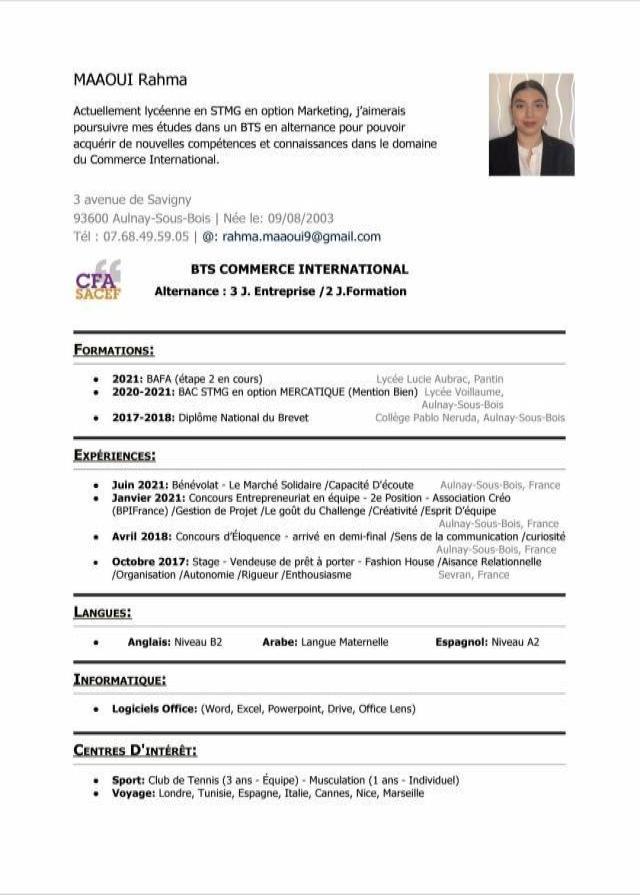 MAAOUI Rahma
Actuellement lycéenne en STMG en option Marketing, j'aimerais
poursuivre mes études dans un BTS en alternance pour pouvoir
acquérir de nouvelles compétences et connaissances dans le domaine
du Commerce International.
3 avenue de Savigny
93600 Aulnay-Sous-Bois | Née le: 09/08/2003
Tél : 07.68.49.59.05 | @: rahma.maaoui9@gmail.com
CFA
SACEF
BTS COMMERCE INTERNATIONAL
Alternance : 3 J. Entreprise /2 J.Formation
FORMATIONS:
• 2021: BAFA (étape 2 en cours) Lycée Lucie Aubrac, Pantin
• 2020-2021: BAC STMG en option MERCATIQUE (Mention Bien) Lycée Voillaume,
Aulnay-Sous-Bois
• 2017-2018: Diplôme National du Brevet Collège Pablo Neruda, Aulnay-Sous-Bois
EXPÉRIENCES:
• Juin 2021: Bénévolat - Le Marché Solidaire /Capacité D'écoute Aulnay-Sous-Bois, France
• Janvier 2021: Concours Entrepreneuriat en équipe - 2e Position - Association Créo
(BPIFrance) /Gestion de Projet /Le goût du Challenge /Créativité /Esprit D'équipe
Aulnay-Sous-Bois, France
• Avril 2018: Concours d'Éloquence - arrivé en demi-final /Sens de la communication /curiosité
Aulnay-Sous-Bois, France
• Octobre 2017: Stage - Vendeuse de prêt à porter - Fashion House /Aisance Relationnelle
/Organisation /Autonomie /Rigueur /Enthousiasme Sevran, France
LANGUES:
• Anglais: Niveau B2 Arabe: Langue Maternelle Espagnol: Niveau A2
INFORMATIQUE:
• Logiciels Office: (Word, Excel, Powerpoint, Drive, Office Lens)
CENTRES D'INTÉRÊT:
• Sport: Club de Tennis (3 ans - Équipe) - Musculation (1 ans - Individuel)
• Voyage: Londre, Tunisie, Espagne, Italie, Cannes, Nice, Marseille